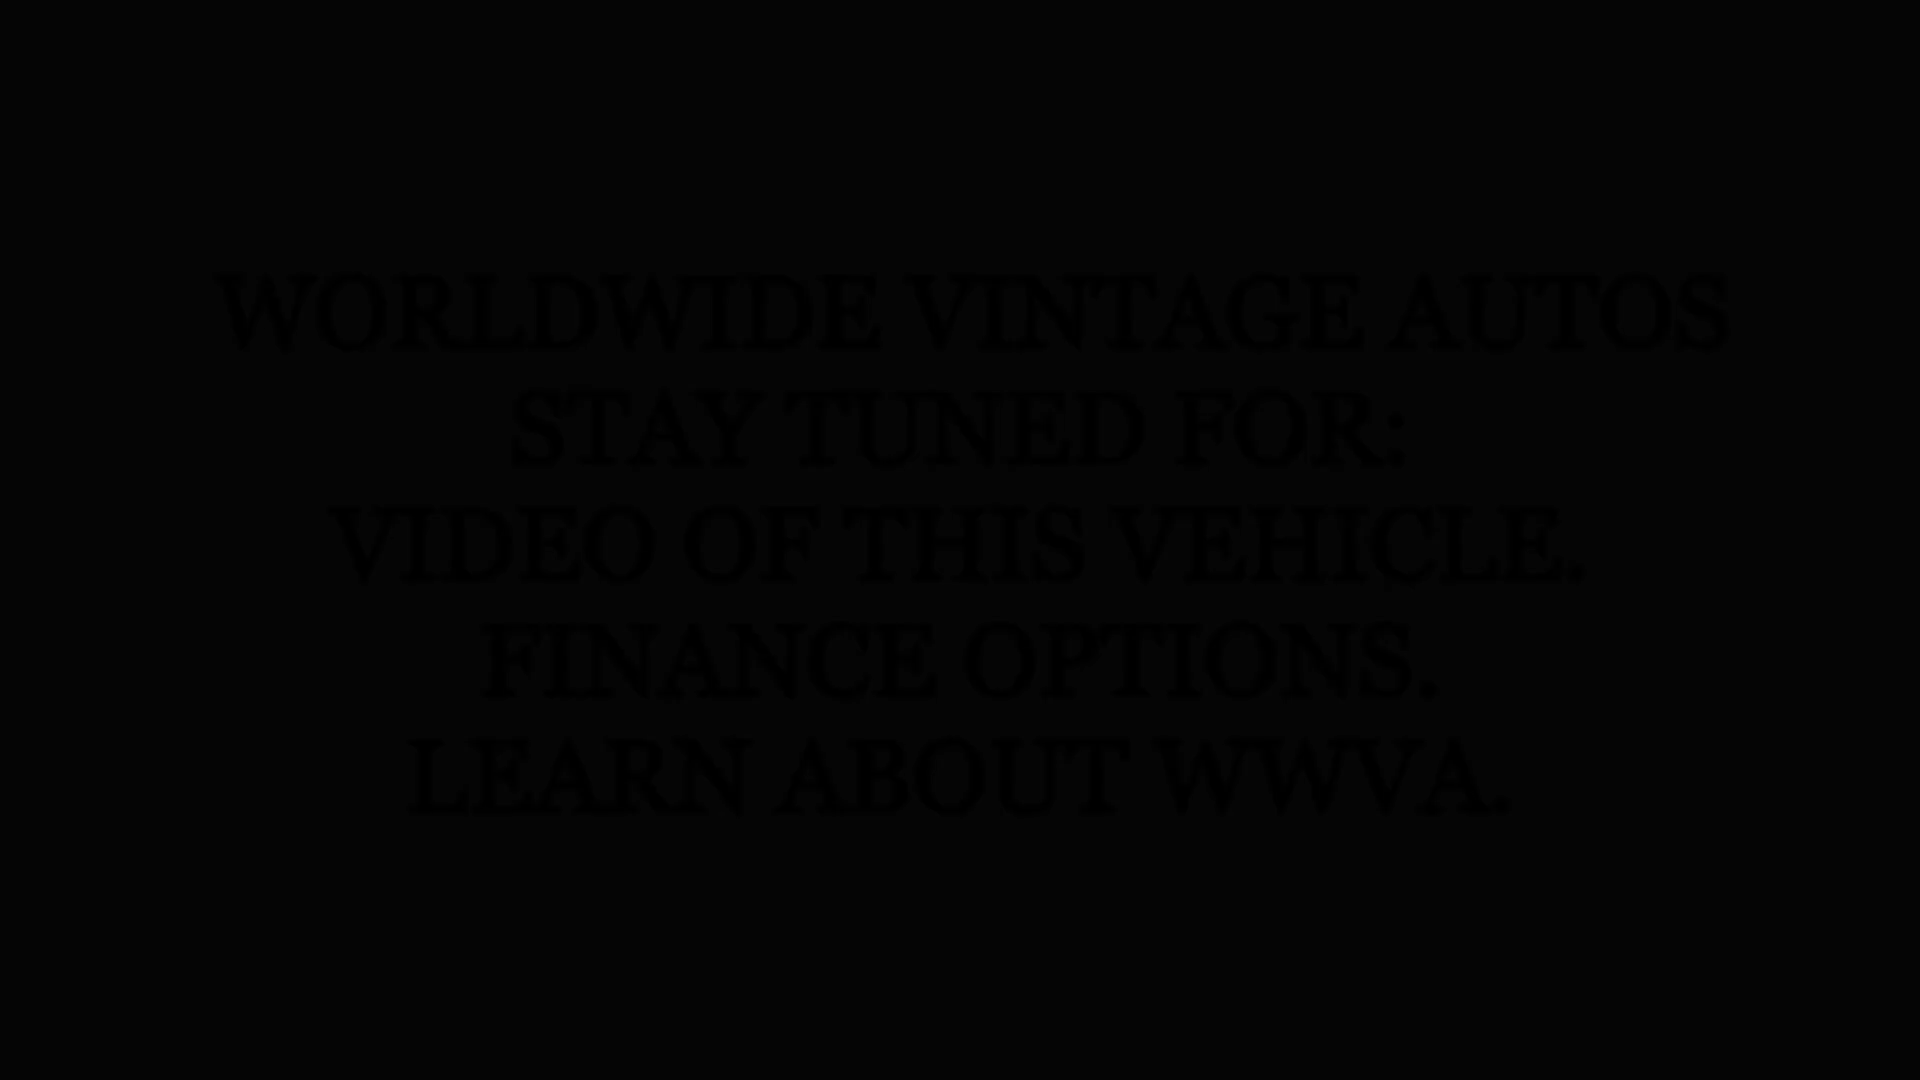 WORLDWIDE VINTAGE AUTOS
STAY TUNED FOR:
VIDEO OF THIS VEHICLE.
FINANCE OPTIONS.
LEARN ABOUT WWVA.